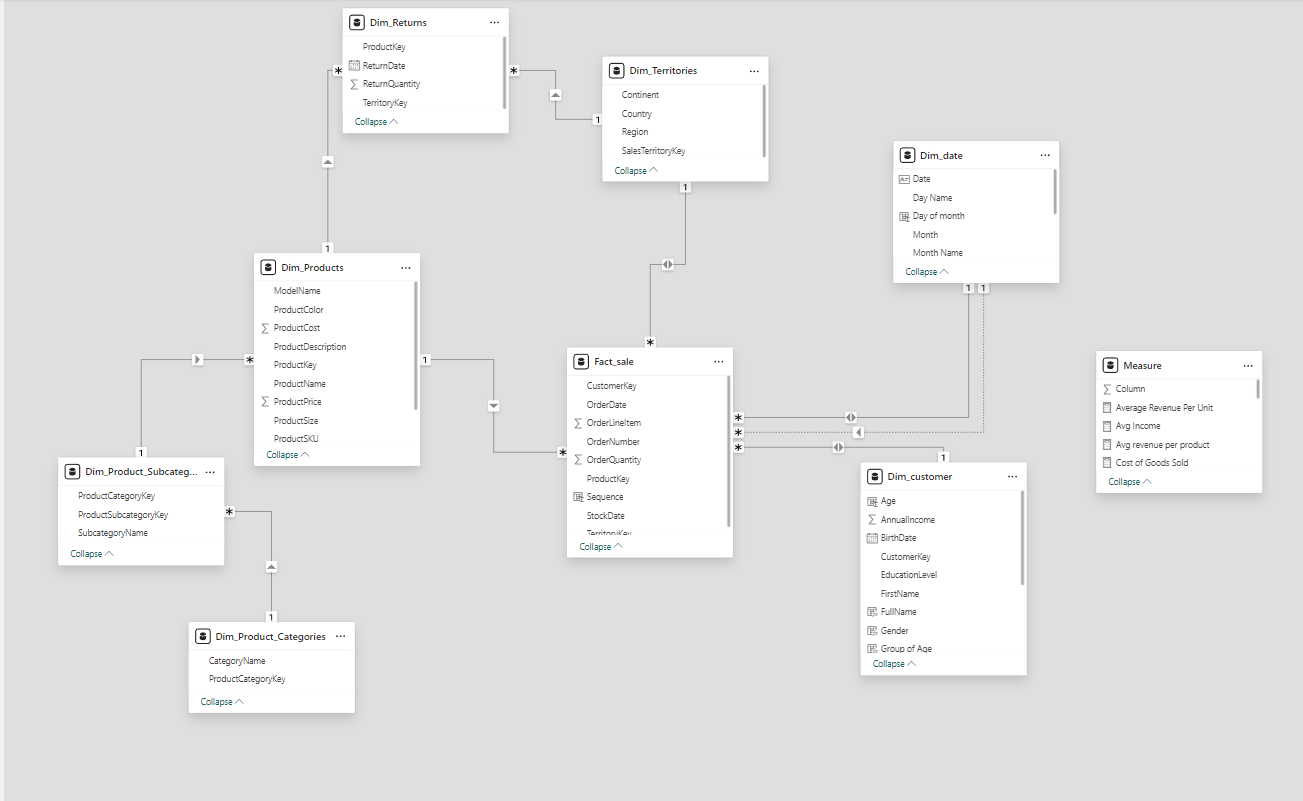 Dim_Returns
ProductKey
ReturnDate
ReturnQuantity
TerritoryKey
Collapse
*
*
1
1
Dim_Territories
Continent
Country
Region
SalesTerritoryKey
Collapse
1
*
Dim_date
Date
Day Name
Day of month
Month
Month Name
Collapse
1
1
Dim_Products
ModelName
ProductColor
ProductCost
ProductDescription
ProductKey
ProductName
ProductPrice
ProductSize
ProductSKU
Collapse
*
1
1
*
Fact_sale
CustomerKey
OrderDate
OrderLineItem
OrderNumber
OrderQuantity
ProductKey
Sequence
StockDate
TerritoryKey
Collapse
*
*
*
1
Measure
Column
Average Revenue Per Unit
Avg Income
Avg revenue per product
Cost of Goods Sold
Collapse
Dim_Product_Subcateg...
ProductCategoryKey
ProductSubcategoryKey
SubcategoryName
Collapse
*
1
Dim_customer
Age
AnnualIncome
BirthDate
CustomerKey
EducationLevel
FirstName
FullName
Gender
Group of Age
Collapse
Dim_Product_Categories
CategoryName
ProductCategoryKey
Collapse